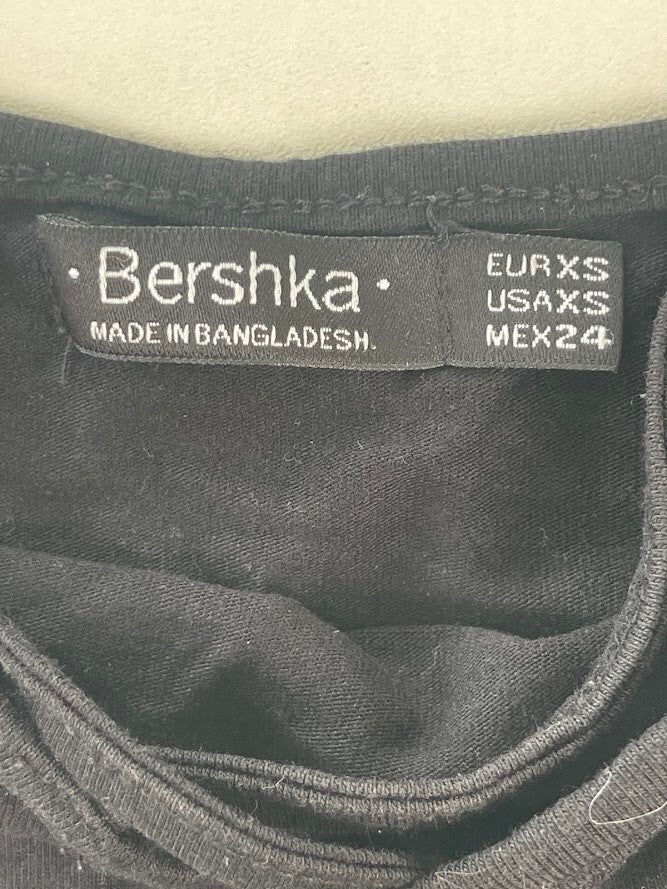 · Bershka ·
MADE IN BANGLADESH.
EUR XS
USA XS
MEX 24